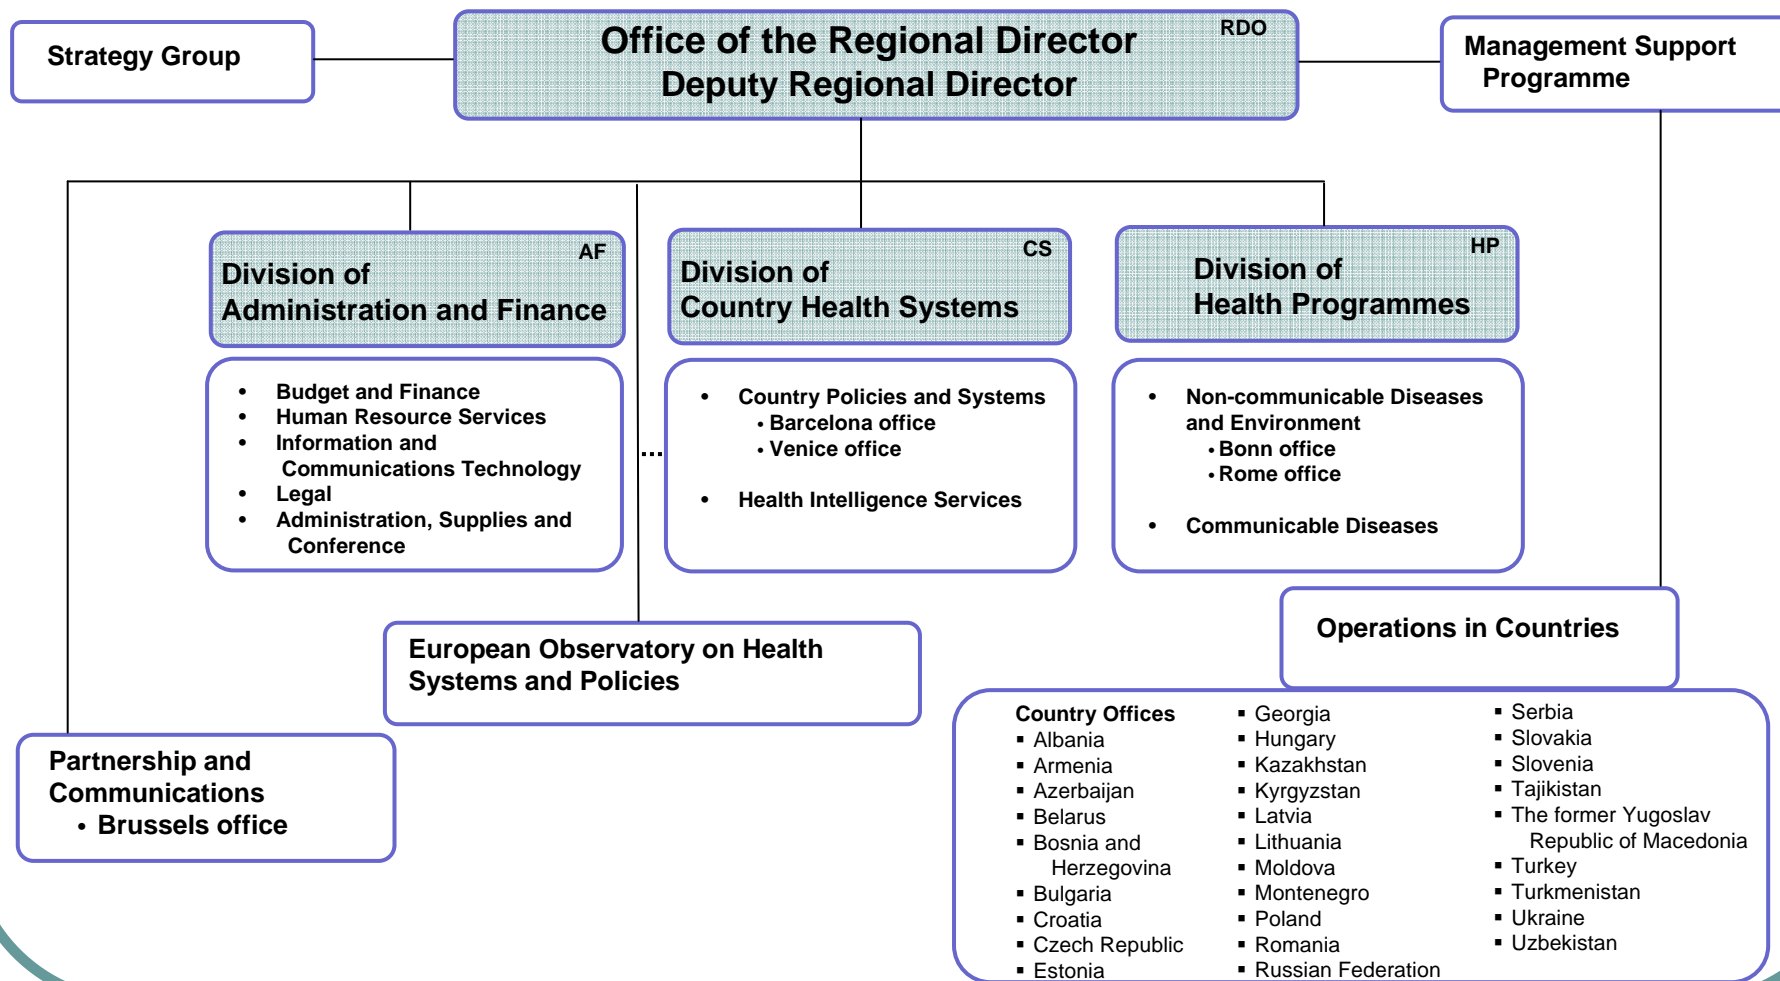 Strategy Group
Office of the Regional Director
Deputy Regional Director
RDO
Management Support
Programme
AF
Division of
Administration and Finance
CS
Division of
Country Health Systems
HP
Division of
Health Programmes
• Budget and Finance
• Human Resource Services
• Information and
Communications Technology
• Legal
• Administration, Supplies and
Conference
• Country Policies and Systems
• Barcelona office
• Venice office
• Health Intelligence Services
• Non-communicable Diseases
and Environment
• Bonn office
• Rome office
• Communicable Diseases
European Observatory on Health
Systems and Policies
Operations in Countries
Partnership and
Communications
• Brussels office
Country Offices
▪ Albania
▪ Armenia
▪ Azerbaijan
▪ Belarus
▪ Bosnia and
Herzegovina
▪ Bulgaria
▪ Croatia
▪ Czech Republic
▪ Estonia
▪ Georgia
▪ Hungary
▪ Kazakhstan
▪ Kyrgyzstan
▪ Latvia
▪ Lithuania
▪ Moldova
▪ Montenegro
▪ Poland
▪ Romania
▪ Russian Federation
▪ Serbia
▪ Slovakia
▪ Slovenia
▪ Tajikistan
▪ The former Yugoslav
Republic of Macedonia
▪ Turkey
▪ Turkmenistan
▪ Ukraine
▪ Uzbekistan